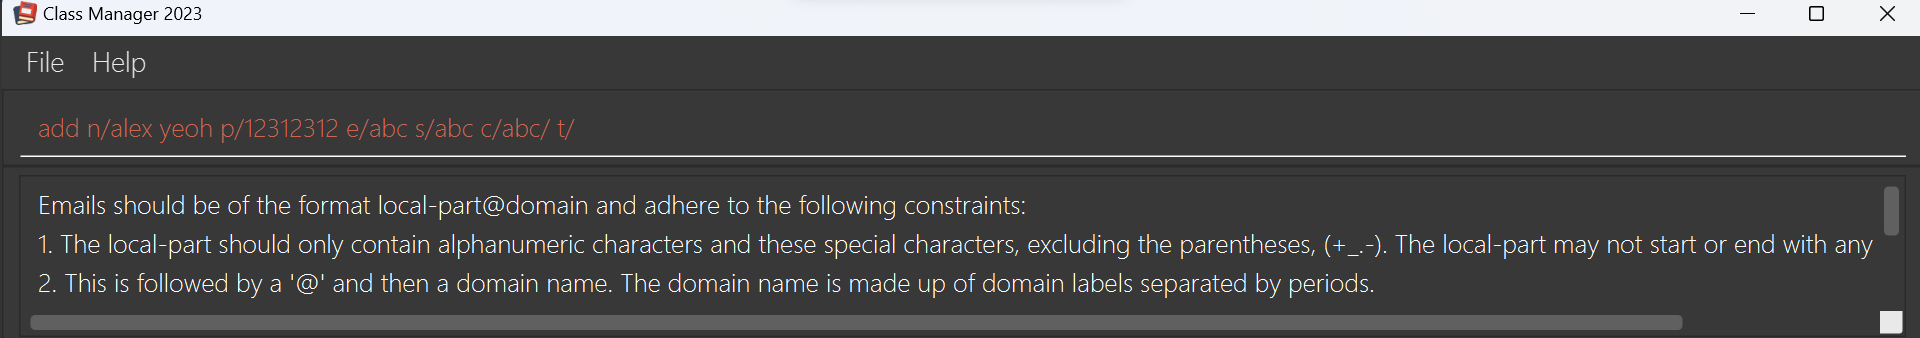 Class Manager 2023
File Help
add n/alex yeoh p/12312312 e/abc s/abc c/abc/ t/
Emails should be of the format local-part@domain and adhere to the following constraints:
1. The local-part should only contain alphanumeric characters and these special characters, excluding the parentheses, (+_.-). The local-part may not start or end with any
2. This is followed by a '@' and then a domain name. The domain name is made up of domain labels separated by periods.